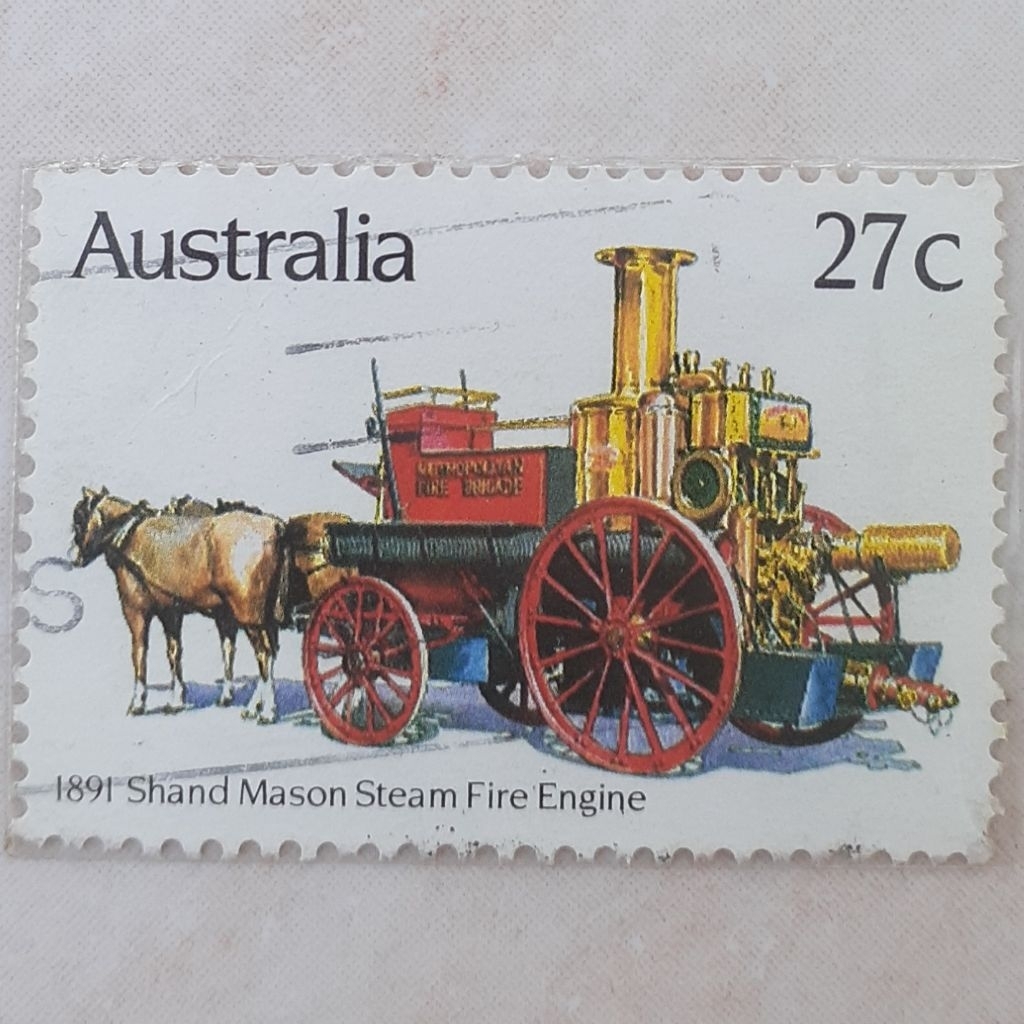 Australia
27c
METROPOLITAN
FIRE BRIGADE
S
1891 Shand Mason Steam Fire Engine